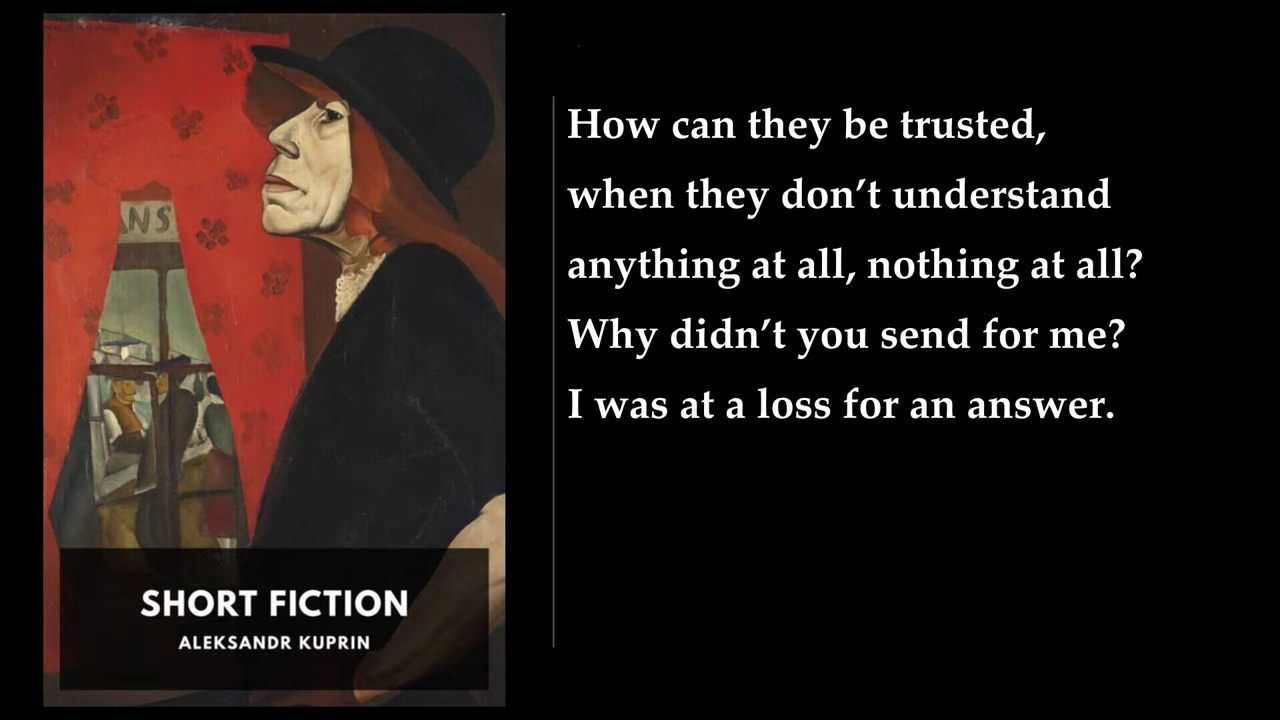 ANS
SHORT FICTION
ALEKSANDR KUPRIN
How can they be trusted,
when they don’t understand
anything at all, nothing at all?
Why didn’t you send for me?
I was at a loss for an answer.